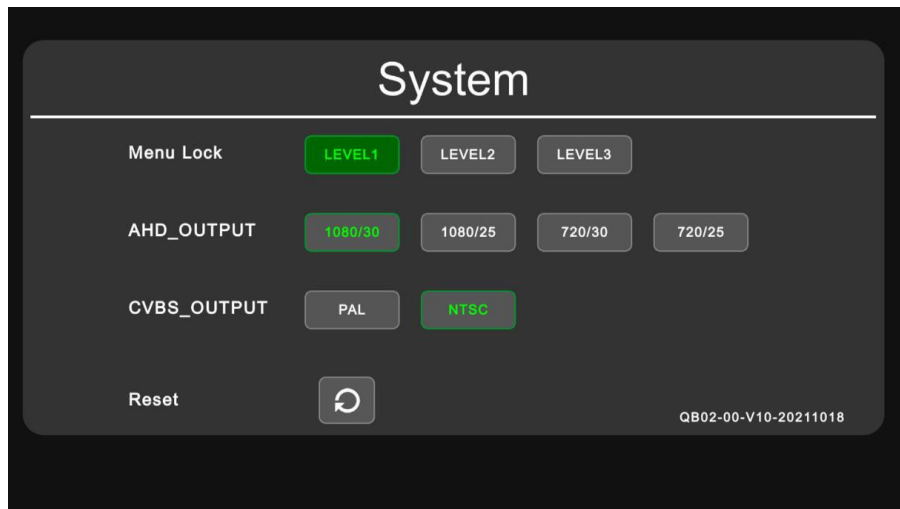 System
Menu Lock LEVEL1 LEVEL2 LEVEL3
AHD_OUTPUT 1080/30 1080/25 720/30 720/25
CVBS_OUTPUT PAL NTSC
Reset
QB02-00-V10-20211018